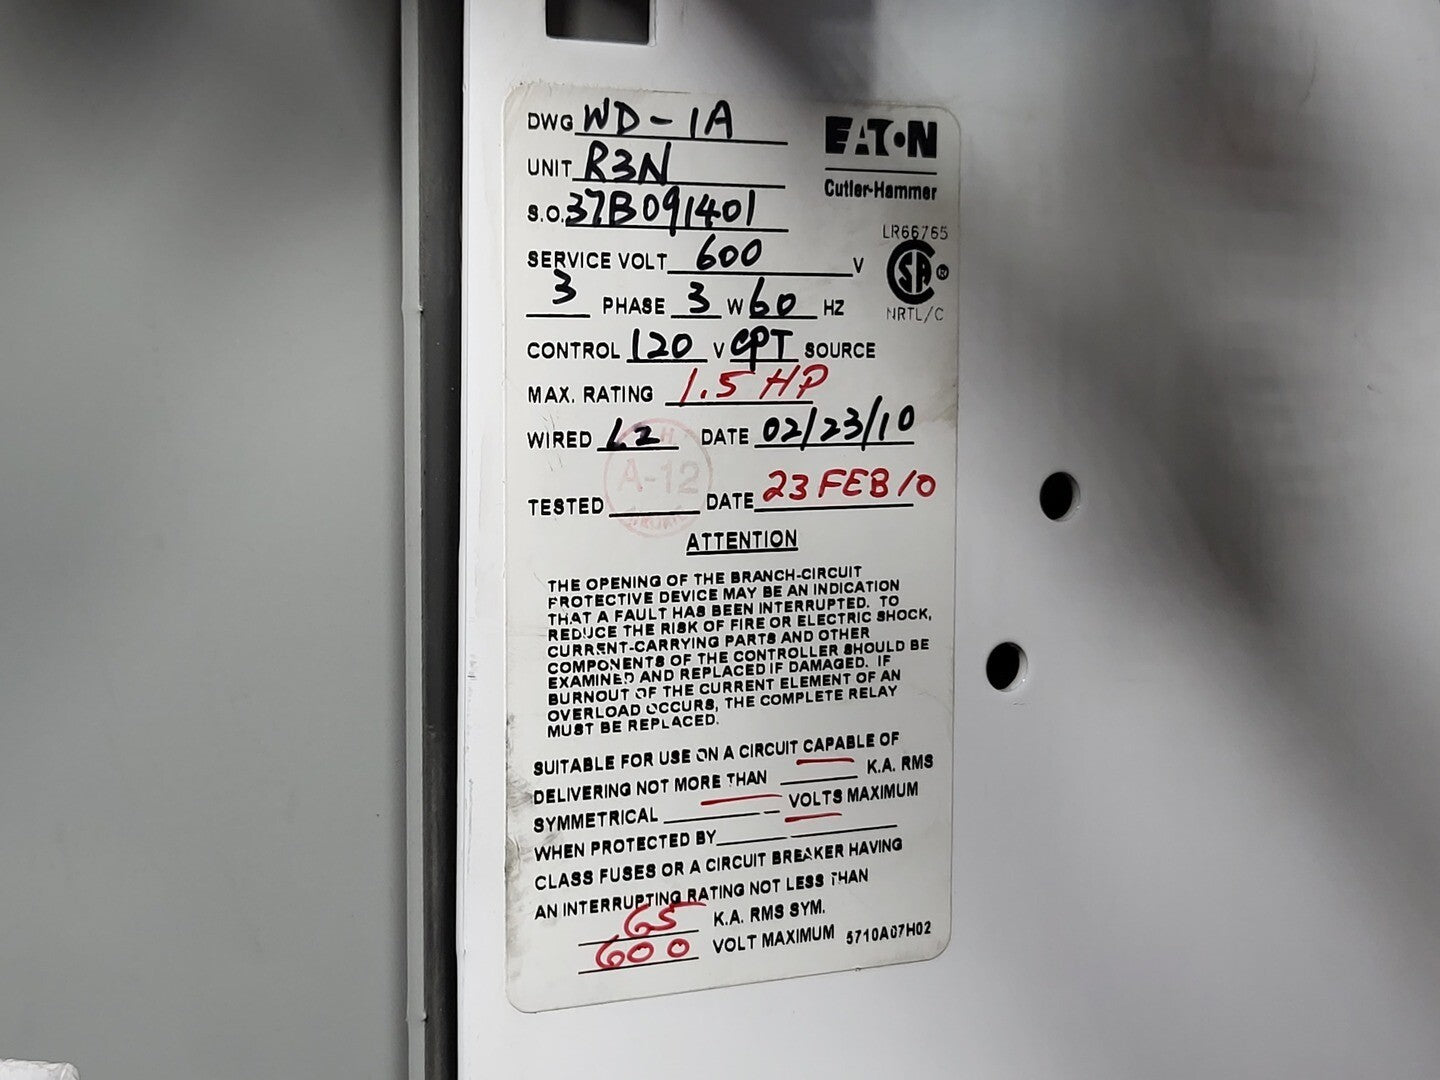 DWG WD-1A
EATON
UNIT R3N
Cutler-Hammer
S.O. 37B091401
LR66765
SERVICE VOLT 600 V
SA
®
3 PHASE 3 W 60 HZ
NRTL/C
CONTROL 120 V CPT SOURCE
MAX. RATING 1.5 HP
WIRED LZ DATE 02/23/10
A-12
TESTED DATE 23 FEB 10
ATTENTION
THE OPENING OF THE BRANCH-CIRCUIT
PROTECTIVE DEVICE MAY BE AN INDICATION
THAT A FAULT HAS BEEN INTERRUPTED. TO
REDUCE THE RISK OF FIRE OR ELECTRIC SHOCK,
CURRENT-CARRYING PARTS AND OTHER
COMPONENTS OF THE CONTROLLER SHOULD BE
EXAMINED AND REPLACED IF DAMAGED. IF
BURNOUT OF THE CURRENT ELEMENT OF AN
OVERLOAD OCCURS, THE COMPLETE RELAY
MUST BE REPLACED.
SUITABLE FOR USE ON A CIRCUIT CAPABLE OF
DELIVERING NOT MORE THAN K.A. RMS
SYMMETRICAL VOLTS MAXIMUM
WHEN PROTECTED BY
CLASS FUSES OR A CIRCUIT BREAKER HAVING
AN INTERRUPTING RATING NOT LESS THAN
65 K.A. RMS SYM.
600 VOLT MAXIMUM 5710A07H02